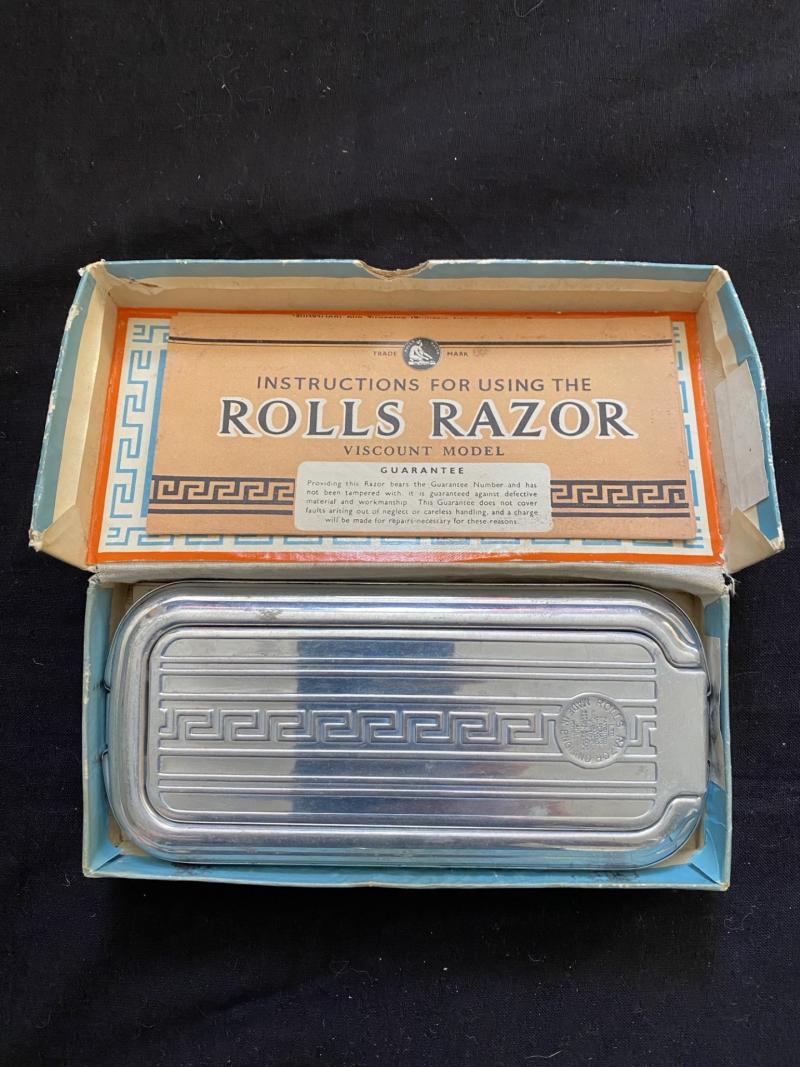 TRADE MARK
INSTRUCTIONS FOR USING THE
ROLLS RAZOR
VISCOUNT MODEL
GUARANTEE
Providing this Razor bears the Guarantee Number and has
not been tampered with, it is guaranteed against defective
material and workmanship. This Guarantee does not cover
faults arising out of neglect or careless handling, and a charge
will be made for repairs necessary for these reasons.
ROLLS RAZOR